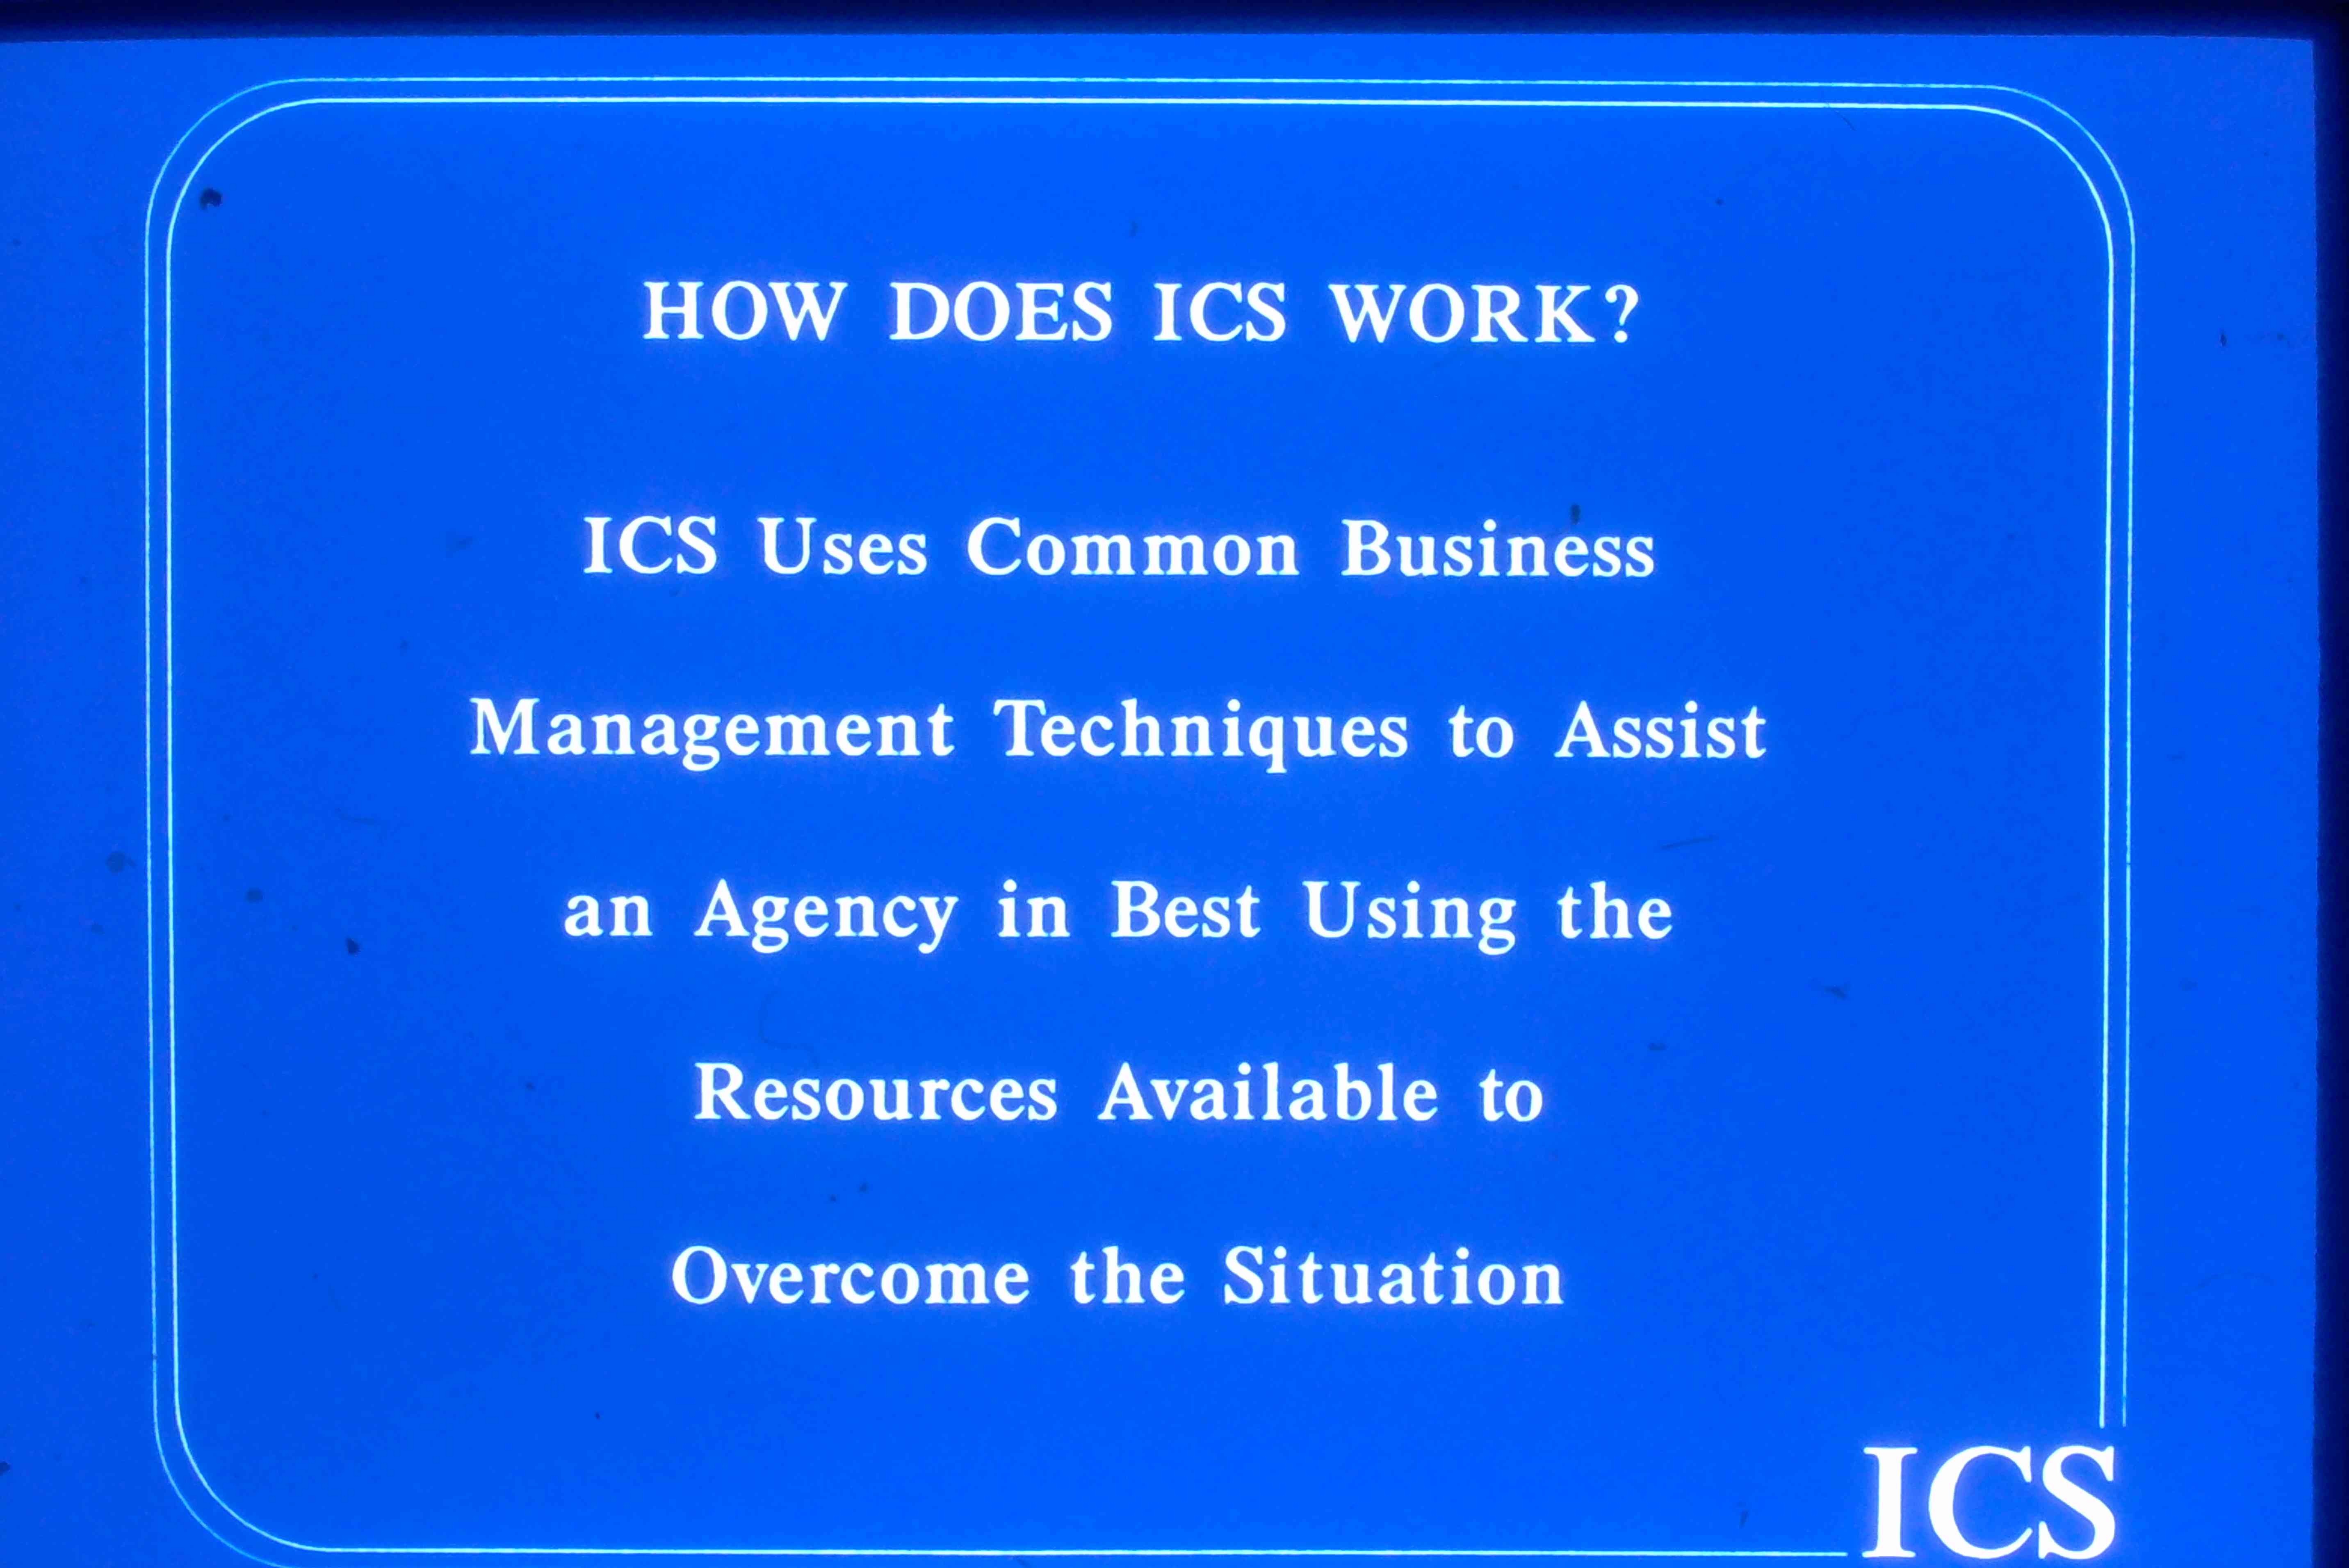 HOW DOES ICS WORK?
ICS Uses Common Business
Management Techniques to Assist
an Agency in Best Using the
Resources Available to
Overcome the Situation
ICS